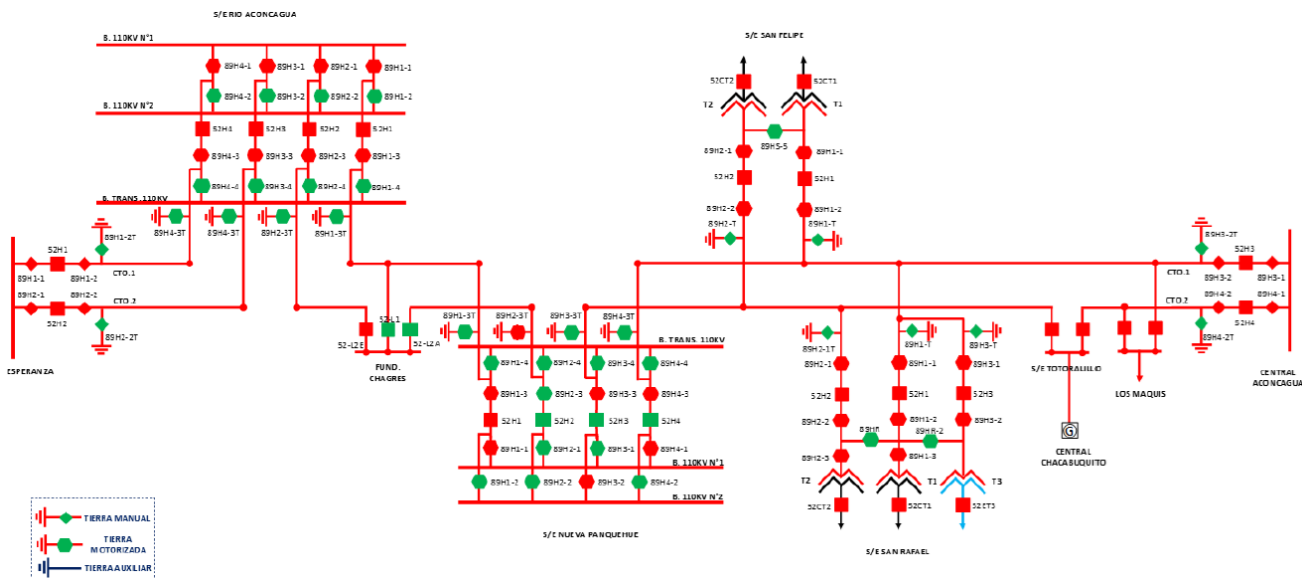 S/E RIO ACONCAGUA
B. 110KV N°1
89H4-1
89H3-1
89H2-1
89H1-1
89H4-2
89H3-2
89H2-2
89H1-2
B. 110KV N°2
52H4
52H3
52H2
52H1
89H4-3
89H3-3
89H2-3
89H1-3
89H4-4
89H3-4
89H2-4
89H1-4
B. TRANS. 110KV
89H4-3T
89H4-3T
89H2-3T
89H1-3T
89H1-2T
52H1
89H1-1
89H1-2
CTO.1
89H2-1
89H2-2
CTO.2
52H2
89H2-2T
ESPERANZA
52-L1
52-L2E
52-L2A
FUND.
CHAGRES
S/E SAN FELIPE
52CT2
52CT1
T2
T1
89HS-S
89H2-1
89H1-1
52H2
52H1
89H2-2
89H1-2
89H2-T
89H1-T
89H1-3T
89H2-3T
89H3-3T
89H4-3T
B. TRANS. 110KV
89H1-4
89H2-4
89H3-4
89H4-4
89H1-3
89H2-3
89H3-3
89H4-3
52H1
52H2
52H3
52H4
89H1-1
89H2-1
89H3-1
89H4-1
B. 110KV N°1
89H1-2
89H2-2
89H3-2
89H4-2
B. 110KV N°2
S/E NUEVA PANQUEHUE
89H2-1T
89H1-T
89H3-T
89H2-1
89H1-1
89H3-1
52H2
52H1
52H3
89H2-2
89H1-2
89H3-2
89HR
89HR-2
89H2-3
89H1-3
T2
T1
T3
52CT2
52CT1
52CT3
S/E SAN RAFAEL
S/E TOTORALILLO
G
CENTRAL
CHACABUQUITO
LOS MAQUIS
89H3-2T
52H3
CTO.1
89H3-2
89H3-1
CTO.2
89H4-2
89H4-1
52H4
89H4-2T
CENTRAL
ACONCAGUA
TIERRA MANUAL
TIERRA
MOTORIZADA
TIERRA AUXILIAR